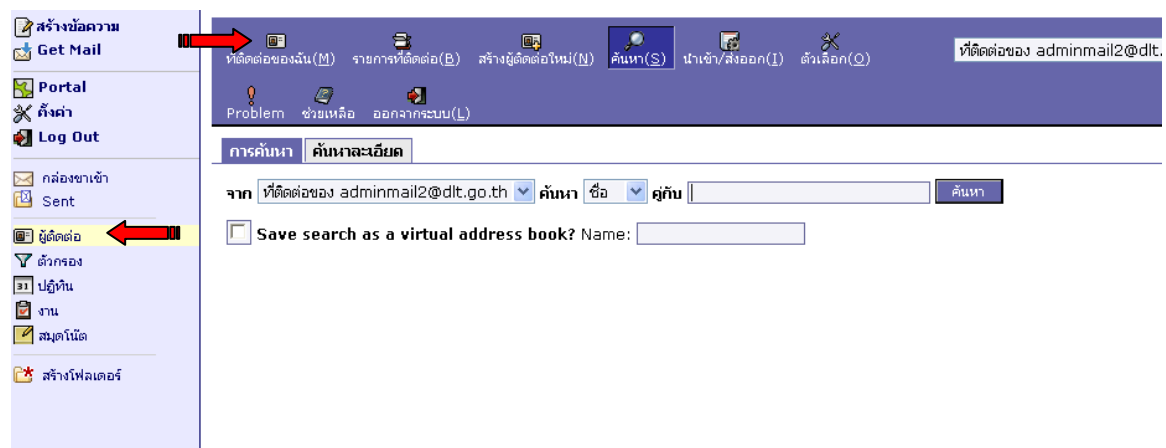 สร้างข้อความ
Get Mail
Portal
ตั้งค่า
Log Out
กล่องขาเข้า
Sent
ผู้ติดต่อ
ตัวกรอง
31 ปฏิทิน
งาน
สมุดโน๊ต
สร้างโฟลเดอร์
ที่ติดต่อของฉัน(M) รายการที่ติดต่อ(B) สร้างผู้ติดต่อใหม่(N) ค้นหา(S) นำเข้า/ส่งออก(I) ตัวเลือก(O) ที่ติดต่อของ adminmail2@dlt.
Problem ช่วยเหลือ ออกจากระบบ(L)
การค้นหา ค้นหาละเอียด
จาก ที่ติดต่อของ adminmail2@dlt.go.th ค้นหา ชื่อ คู่กับ ค้นหา
Save search as a virtual address book? Name: